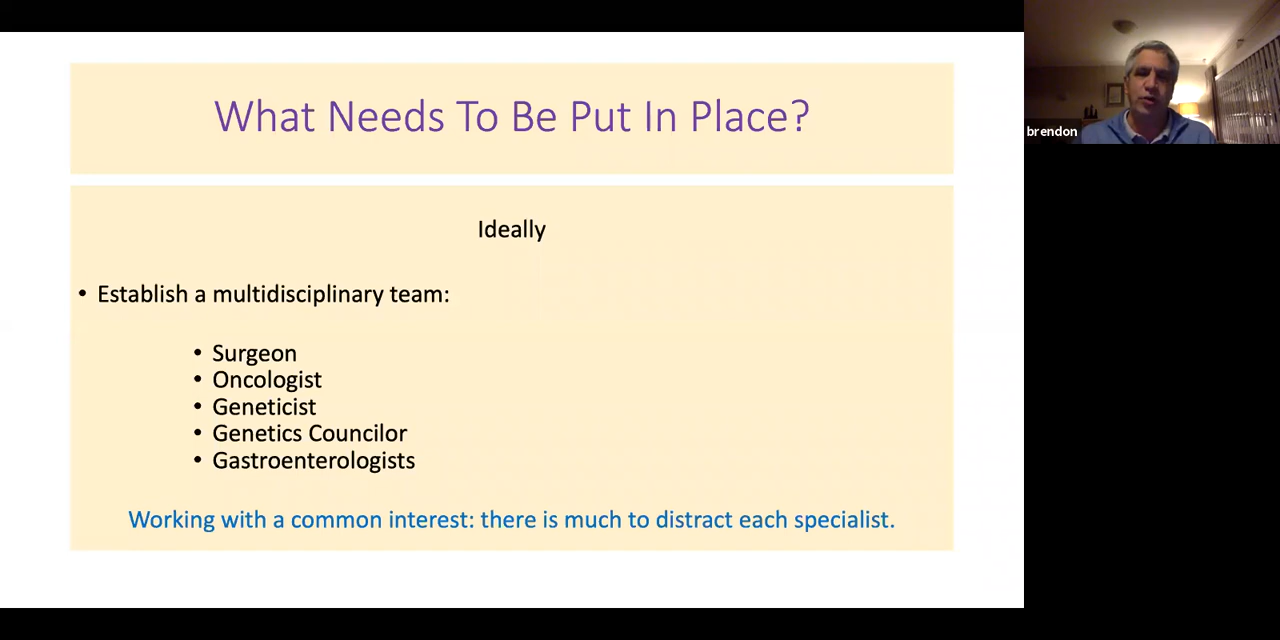 What Needs To Be Put In Place?
Ideally
• Establish a multidisciplinary team:
• Surgeon
• Oncologist
• Geneticist
• Genetics Councilor
• Gastroenterologists
Working with a common interest: there is much to distract each specialist.
brendon